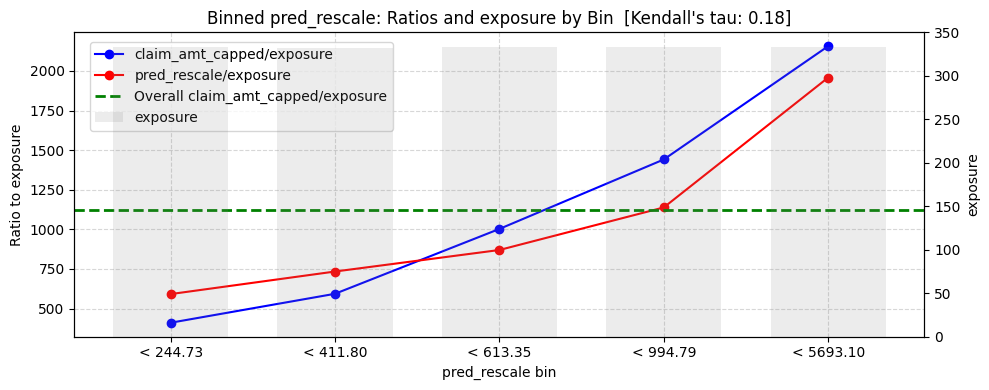 Binned pred_rescale: Ratios and exposure by Bin [Kendall's tau: 0.18]
claim_amt_capped/exposure
pred_rescale/exposure
Overall claim_amt_capped/exposure
exposure
Ratio to exposure
2000
1750
1500
1250
1000
750
500
350
300
250
200
150
100
50
0
exposure
< 244.73
< 411.80
< 613.35
< 994.79
< 5693.10
pred_rescale bin